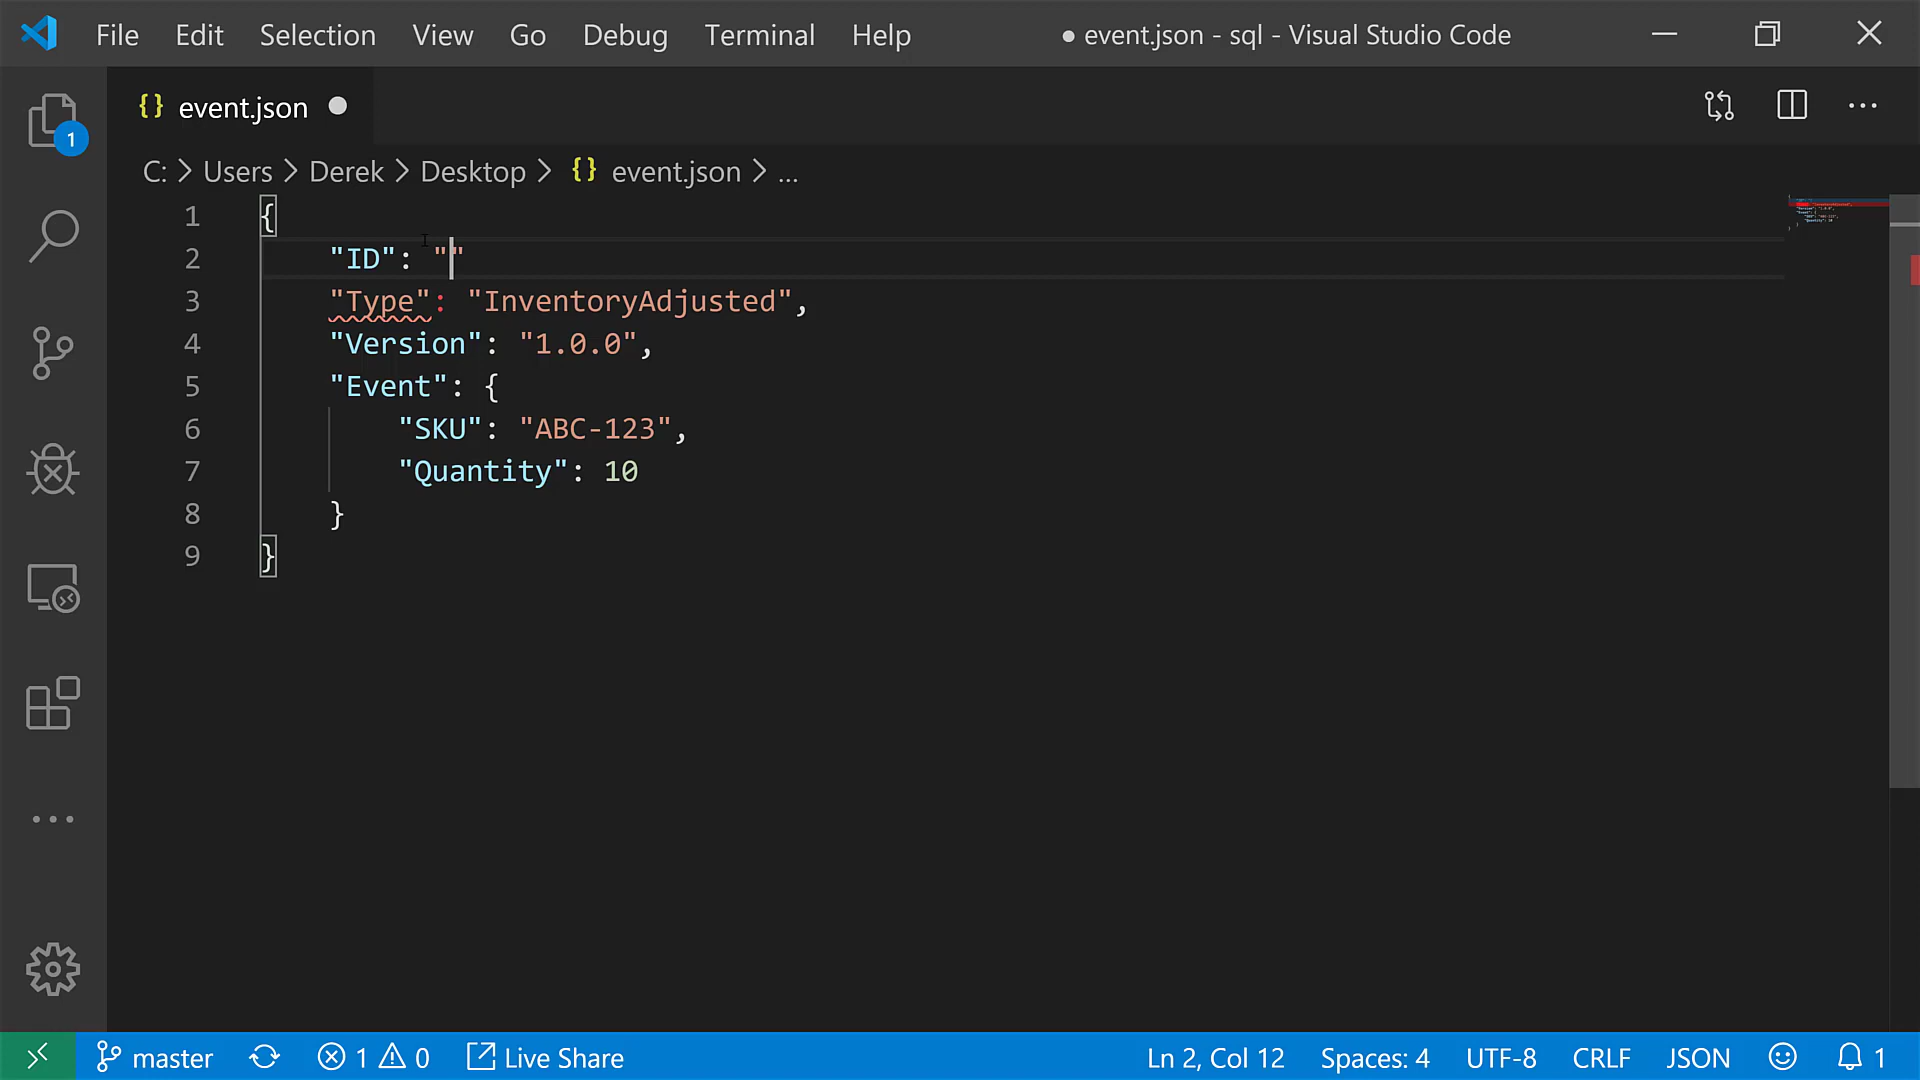 File Edit Selection View Go Debug Terminal Help ● event.json - sql - Visual Studio Code
{} event.json ●
1
C: > Users > Derek > Desktop > {} event.json > ...
1 {
2 "ID": ""
3 "Type": "InventoryAdjusted",
4 "Version": "1.0.0",
5 "Event": {
6 "SKU": "ABC-123",
7 "Quantity": 10
8 }
9 }
master 1 0 Live Share Ln 2, Col 12 Spaces: 4 UTF-8 CRLF JSON 1